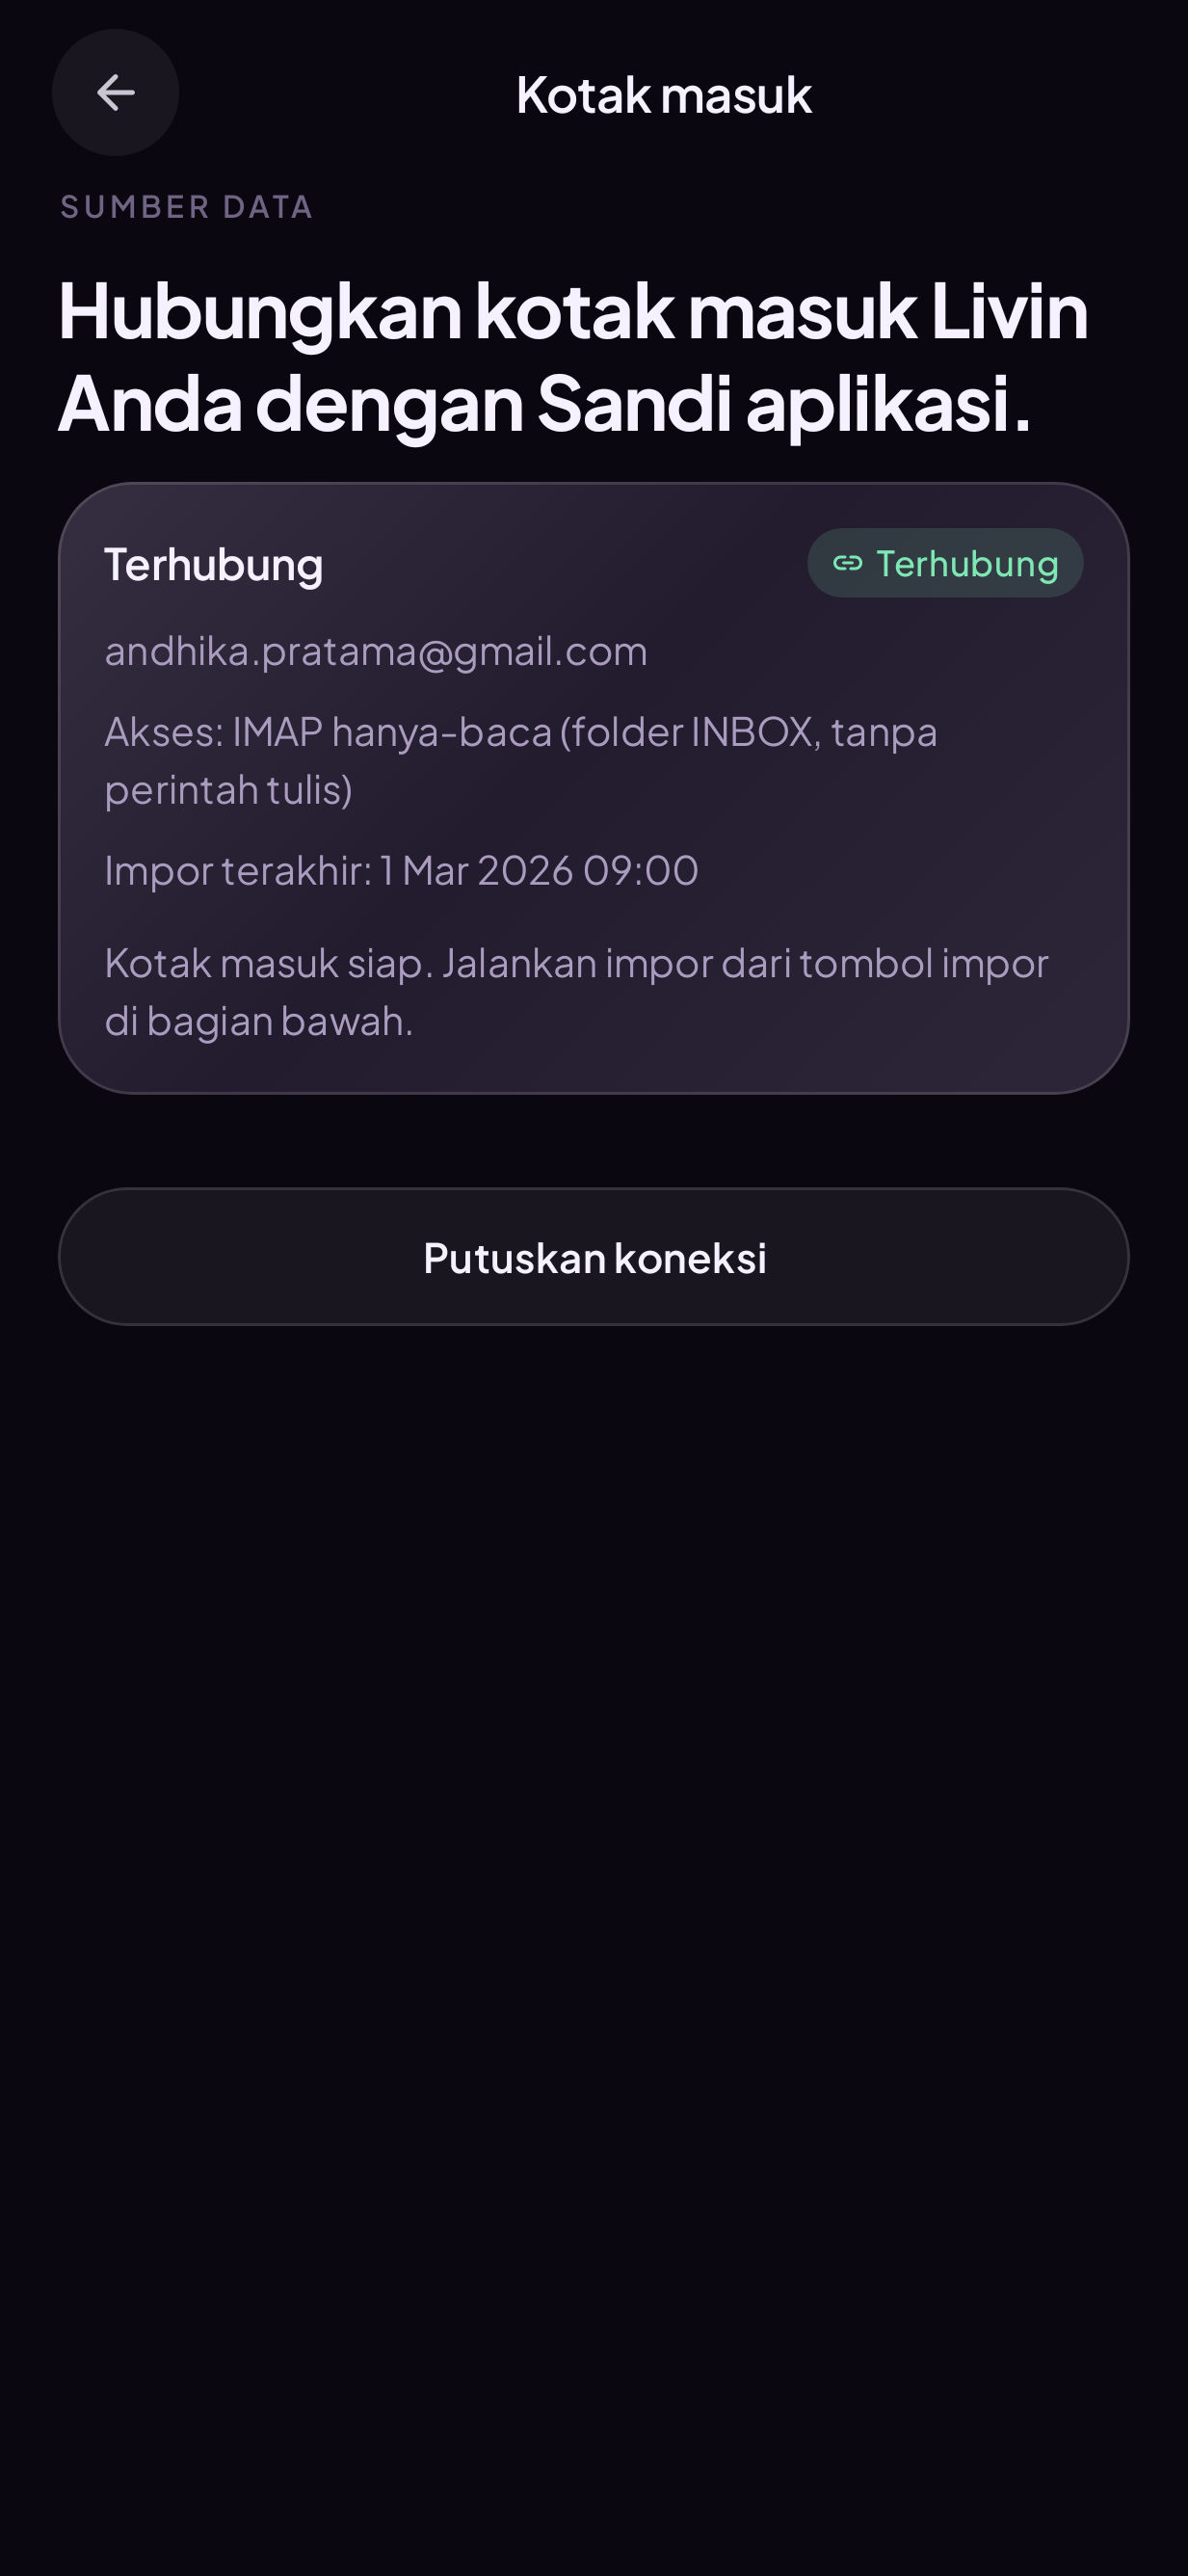 Kotak masuk
SUMBER DATA
Hubungkan kotak masuk Livin
Anda dengan Sandi aplikasi.
Terhubung
Terhubung
andhika.pratama@gmail.com
Akses: IMAP hanya-baca (folder INBOX, tanpa
perintah tulis)
Impor terakhir: 1 Mar 2026 09:00
Kotak masuk siap. Jalankan impor dari tombol impor
di bagian bawah.
Putuskan koneksi